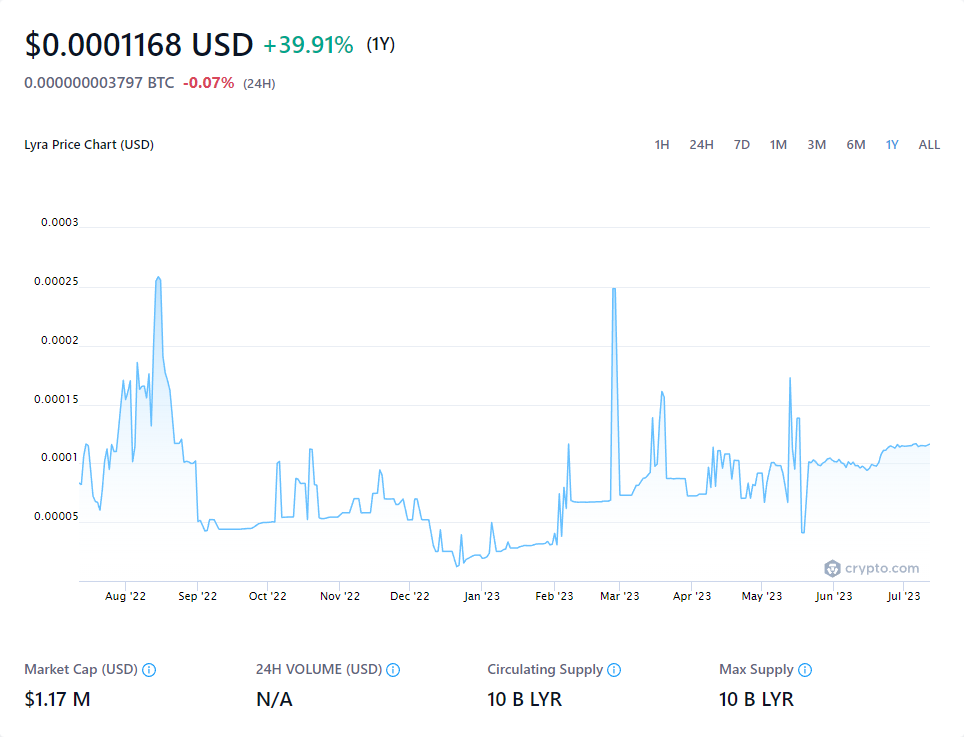 $0.0001168 USD +39.91% (1Y)
0.000000003797 BTC -0.07% (24H)
Lyra Price Chart (USD) 1H 24H 7D 1M 3M 6M 1Y ALL
0.0003
0.00025
0.0002
0.00015
0.0001
0.00005
crypto.com
Aug '22 Sep '22 Oct '22 Nov '22 Dec '22 Jan '23 Feb '23 Mar '23 Apr '23 May '23 Jun '23 Jul '23
Market Cap (USD) 24H VOLUME (USD) Circulating Supply Max Supply
$1.17 M N/A 10 B LYR 10 B LYR